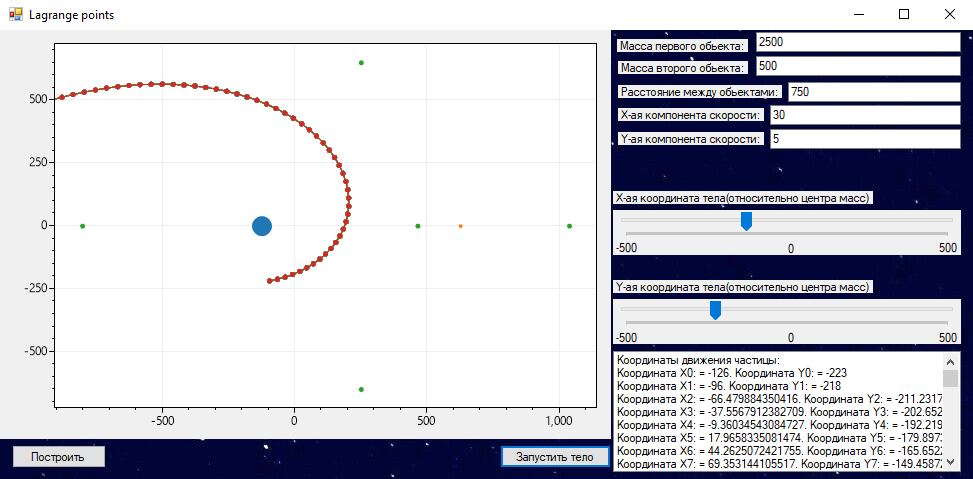 Lagrange points
Масса первого обьекта: 2500
Масса второго обьекта: 500
Расстояние между обьектами: 750
Х-ая компонента скорости: 30
Y-ая компонента скорости: 5
500
250
0
-250
-500
-500 0 500 1,000
Х-ая координата тела(относительно центра масс)
-500 0 500
Y-ая координата тела(относительно центра масс)
-500 0 500
Координаты движения частицы:
Координата X0: = -126. Координата Y0: = -223
Координата X1: = -96. Координата Y1: = -218
Координата X2: = -66.479884350416. Координата Y2: = -211.2317
Координата X3: = -37.5567912382709. Координата Y3: = -202.652
Координата X4: = -9.36034543084727. Координата Y4: = -192.219
Координата X5: = 17.9658335081474. Координата Y5: = -179.897
Координата X6: = 44.2625072421755. Координата Y6: = -165.652
Координата X7: = 69.353144105517. Координата Y7: = -149.4587
Построить
Запустить тело